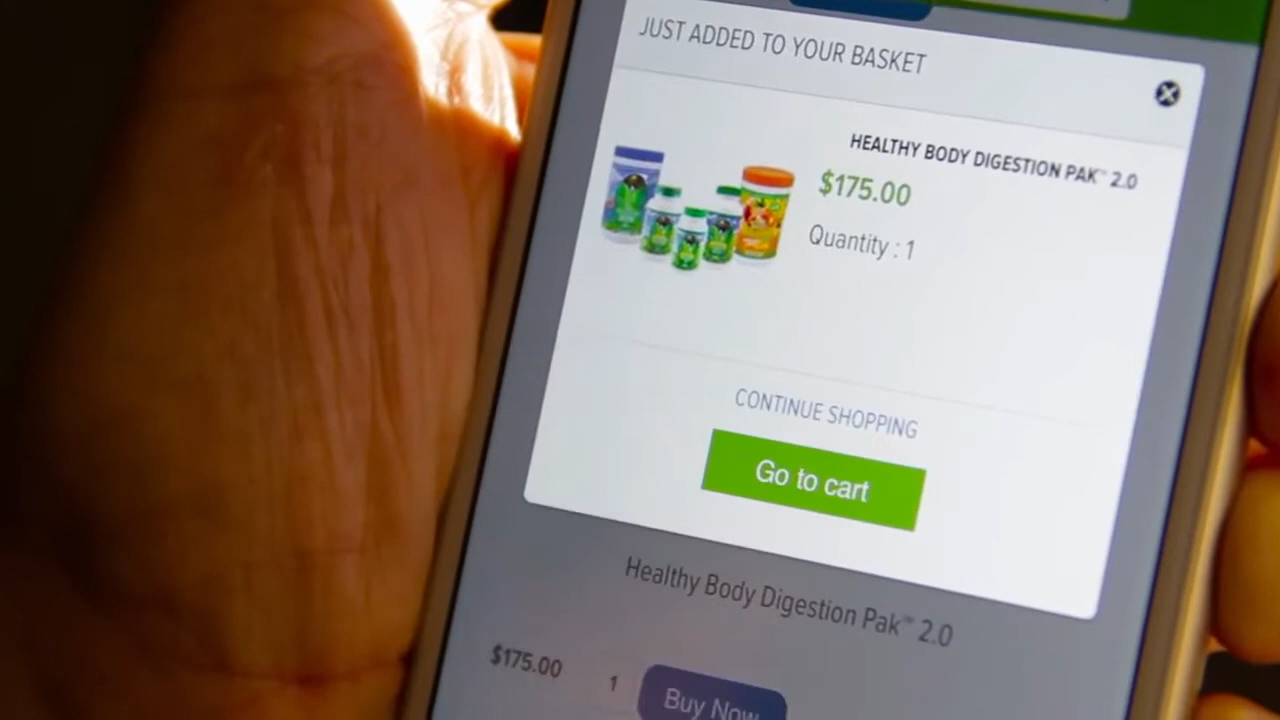 JUST ADDED TO YOUR BASKET
HEALTHY BODY DIGESTION PAK™ 2.0
$175.00
Quantity : 1
CONTINUE SHOPPING
Go to cart
Healthy Body Digestion Pak™ 2.0
$175.00 1 Buy Now